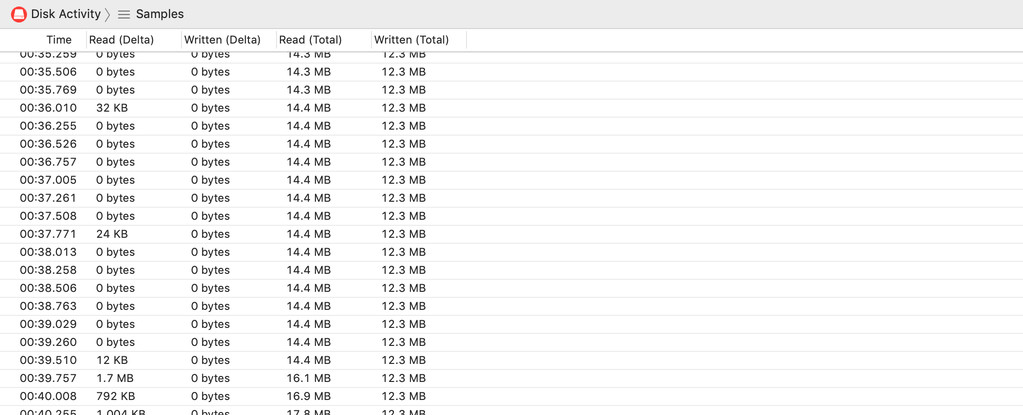 Disk Activity Samples
Time Read (Delta) Written (Delta) Read (Total) Written (Total)
00:35.259 0 bytes 0 bytes 14.3 MB 12.3 MB
00:35.506 0 bytes 0 bytes 14.3 MB 12.3 MB
00:35.769 0 bytes 0 bytes 14.3 MB 12.3 MB
00:36.010 32 KB 0 bytes 14.4 MB 12.3 MB
00:36.255 0 bytes 0 bytes 14.4 MB 12.3 MB
00:36.526 0 bytes 0 bytes 14.4 MB 12.3 MB
00:36.757 0 bytes 0 bytes 14.4 MB 12.3 MB
00:37.005 0 bytes 0 bytes 14.4 MB 12.3 MB
00:37.261 0 bytes 0 bytes 14.4 MB 12.3 MB
00:37.508 0 bytes 0 bytes 14.4 MB 12.3 MB
00:37.771 24 KB 0 bytes 14.4 MB 12.3 MB
00:38.013 0 bytes 0 bytes 14.4 MB 12.3 MB
00:38.258 0 bytes 0 bytes 14.4 MB 12.3 MB
00:38.506 0 bytes 0 bytes 14.4 MB 12.3 MB
00:38.763 0 bytes 0 bytes 14.4 MB 12.3 MB
00:39.029 0 bytes 0 bytes 14.4 MB 12.3 MB
00:39.260 0 bytes 0 bytes 14.4 MB 12.3 MB
00:39.510 12 KB 0 bytes 14.4 MB 12.3 MB
00:39.757 1.7 MB 0 bytes 16.1 MB 12.3 MB
00:40.008 792 KB 0 bytes 16.9 MB 12.3 MB
00:40.255 1,004 KB 0 bytes 17.8 MB 12.3 MB